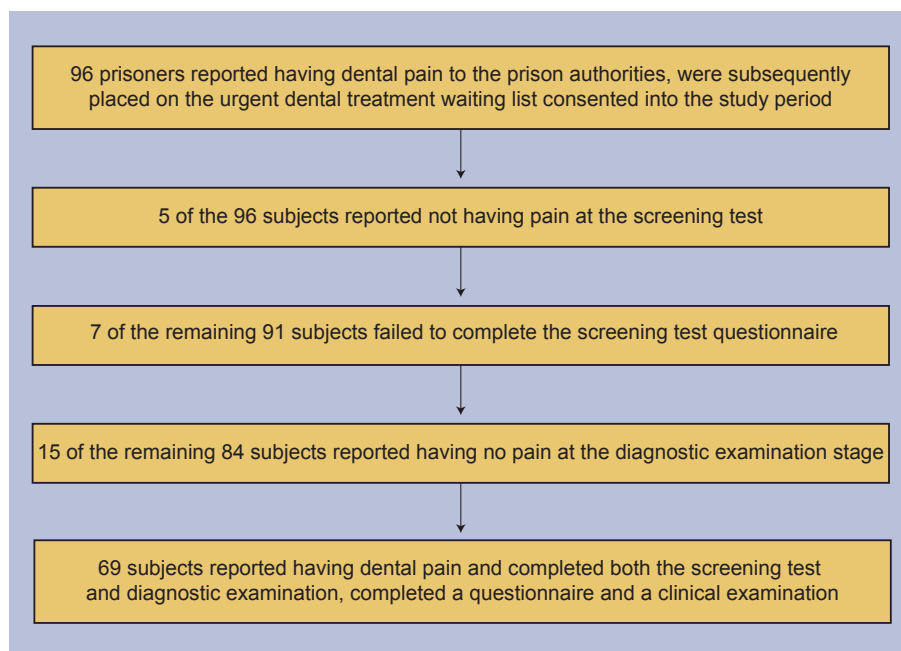 96 prisoners reported having dental pain to the prison authorities, were subsequently
placed on the urgent dental treatment waiting list consented into the study period
5 of the 96 subjects reported not having pain at the screening test
7 of the remaining 91 subjects failed to complete the screening test questionnaire
15 of the remaining 84 subjects reported having no pain at the diagnostic examination stage
69 subjects reported having dental pain and completed both the screening test
and diagnostic examination, completed a questionnaire and a clinical examination